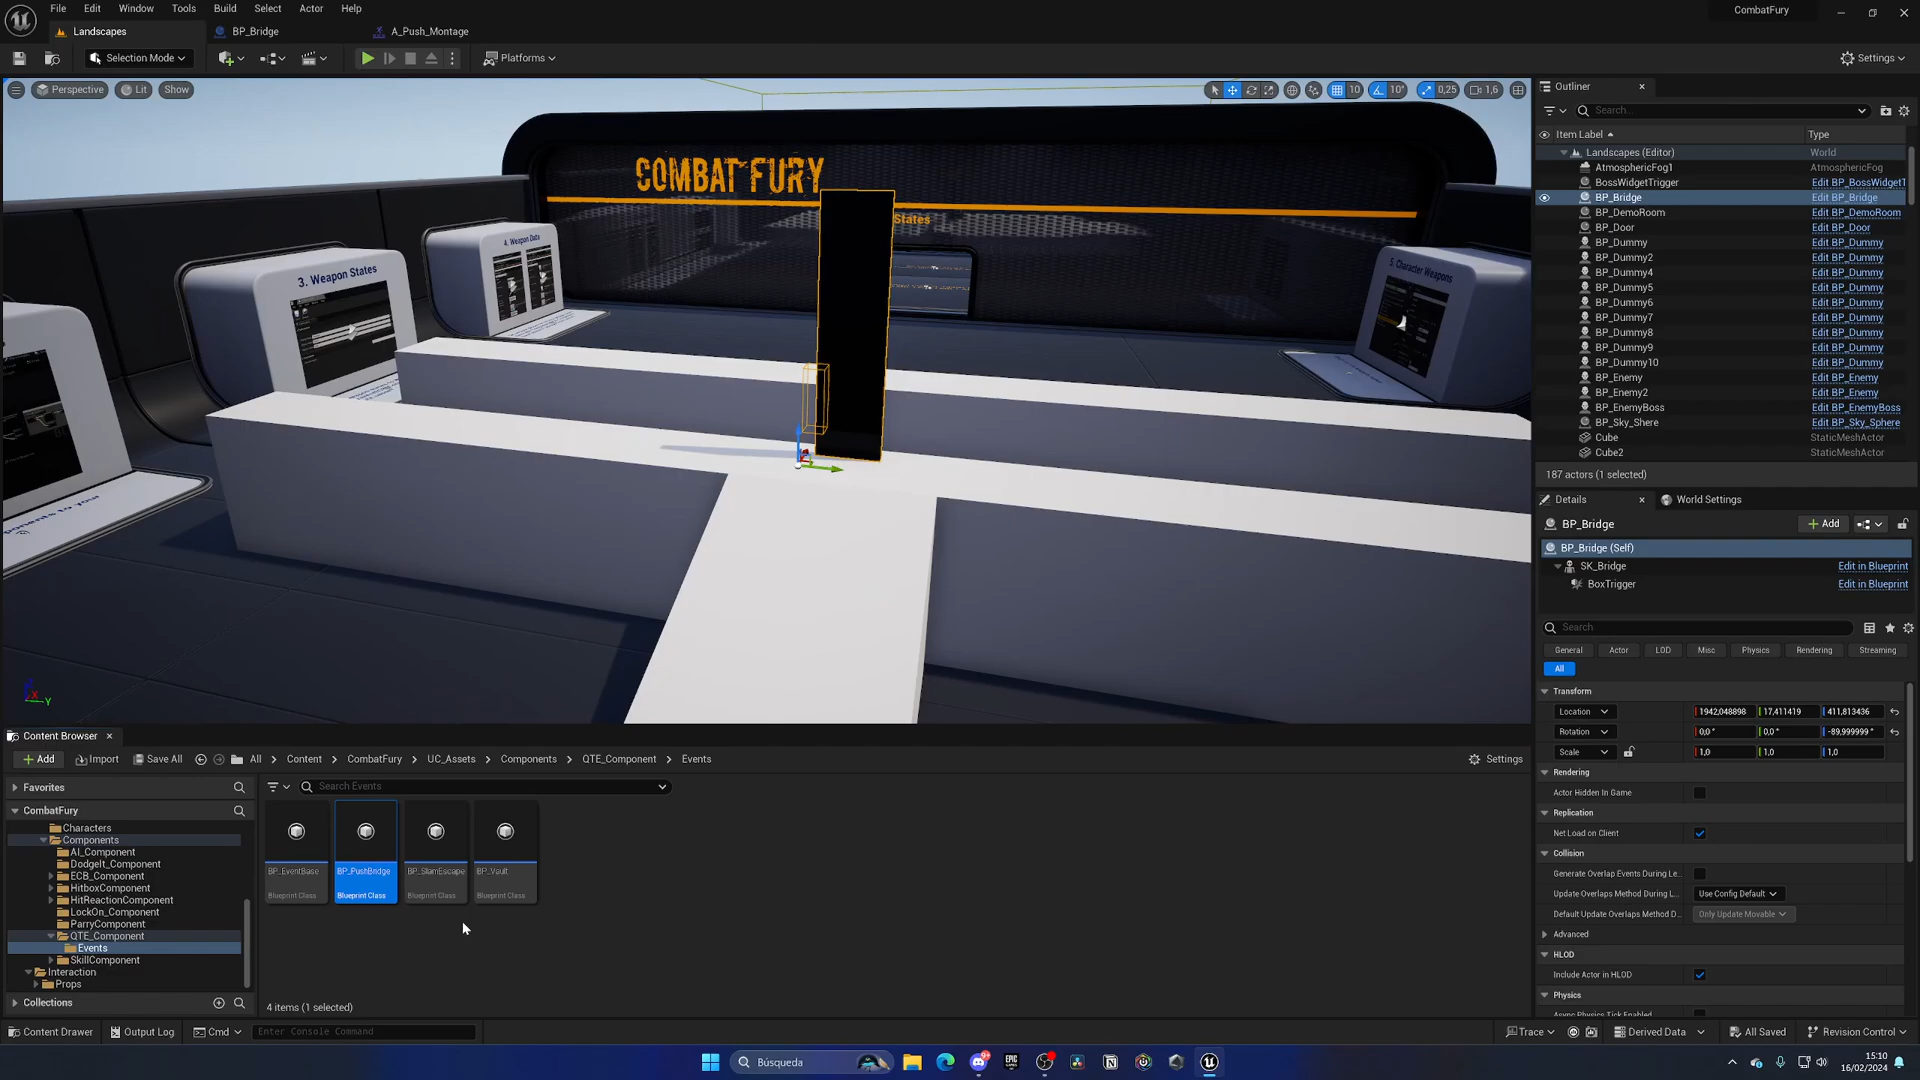 File Edit Window Tools Build Select Actor Help
CombatFury
Landscapes BP_Bridge A_Push_Montage
Selection Mode Platforms Settings
Perspective Lit Show 10 10° 0,25 1,6
COMBAT FURY
States
3. Weapon States
4. Weapon Data
5. Character Weapons
Outliner
Search...
Item Label Type
Landscapes (Editor) World
AtmosphericFog1 AtmosphericFog
BossWidgetTrigger Edit BP_BossWidgetT
BP_Bridge Edit BP_Bridge
BP_DemoRoom Edit BP_DemoRoom
BP_Door Edit BP_Door
BP_Dummy Edit BP_Dummy
BP_Dummy2 Edit BP_Dummy
BP_Dummy4 Edit BP_Dummy
BP_Dummy5 Edit BP_Dummy
BP_Dummy6 Edit BP_Dummy
BP_Dummy7 Edit BP_Dummy
BP_Dummy8 Edit BP_Dummy
BP_Dummy9 Edit BP_Dummy
BP_Dummy10 Edit BP_Dummy
BP_Enemy Edit BP_Enemy
BP_Enemy2 Edit BP_Enemy
BP_EnemyBoss Edit BP_EnemyBoss
BP_Sky_Shere Edit BP_Sky_Sphere
Cube StaticMeshActor
Cube2 StaticMeshActor
187 actors (1 selected)
Details World Settings
BP_Bridge Add
BP_Bridge (Self)
SK_Bridge Edit in Blueprint
BoxTrigger Edit in Blueprint
Search
General Actor LOD Misc Physics Rendering Streaming
All
Transform
Location 1942,048898 17,411419 411,813436
Rotation 0,0 ° 0,0 ° -89,999999 °
Scale 1,0 1,0 1,0
Rendering
Actor Hidden In Game
Replication
Net Load on Client
Collision
Generate Overlap Events During Le...
Update Overlaps Method During L... Use Config Default
Default Update Overlaps Method D... Only Update Movable
Advanced
HLOD
Include Actor in HLOD
Physics
Async Physics Tick Enabled
Content Browser
Add Import Save All All Content CombatFury UC_Assets Components QTE_Component Events Settings
Favorites
CombatFury
Characters
Components
AI_Component
DodgeIt_Component
ECB_Component
HitboxComponent
HitReactionComponent
LockOn_Component
ParryComponent
QTE_Component
Events
SkillComponent
Interaction
Props
Collections
Search Events
BP_EventBase BP_PushBridge BP_SlamEscape BP_Vault
Blueprint Class Blueprint Class Blueprint Class Blueprint Class
4 items (1 selected)
Content Drawer Output Log Cmd Enter Console Command Trace Derived Data All Saved Revision Control
Búsqueda
EPIC GAMES
15:10
16/02/2024